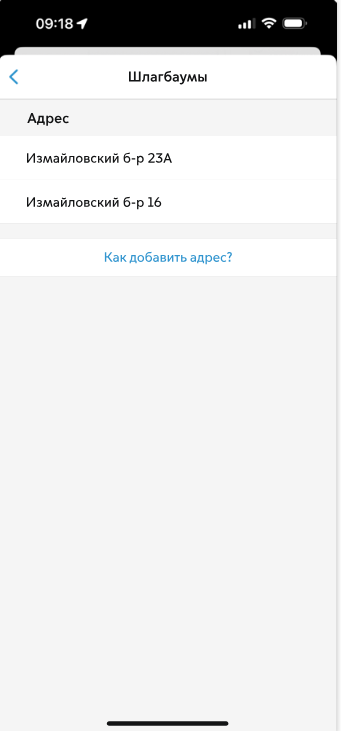 09:18
Шлагбаумы
Адрес
Измайловский б-р 23А
Измайловский б-р 16
Как добавить адрес?